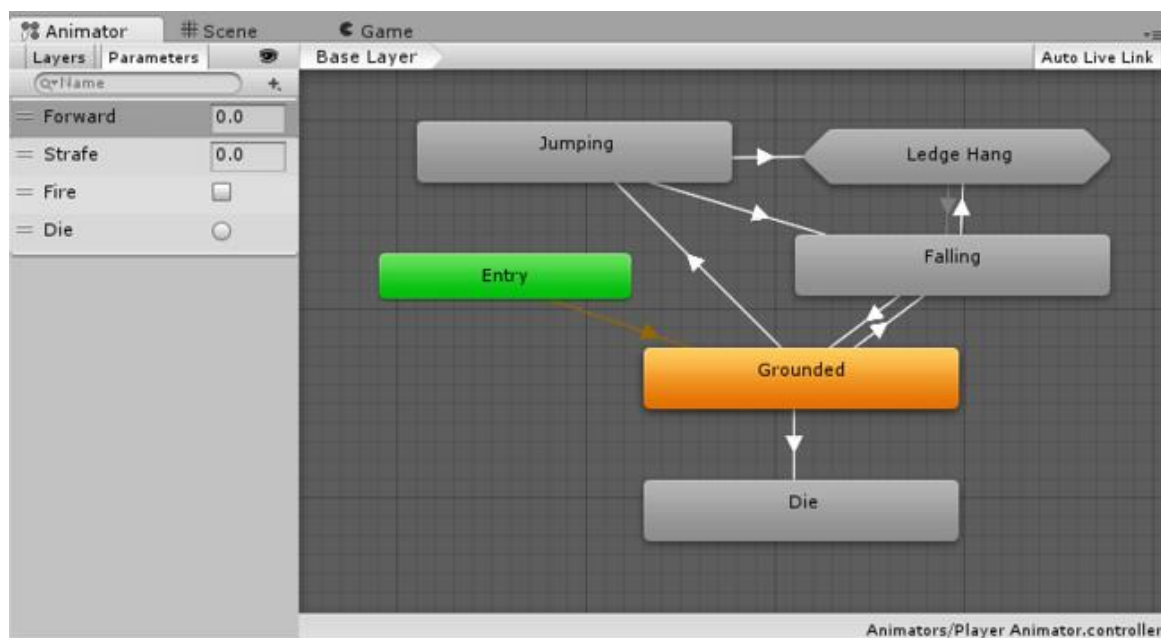 Animator Scene Game
Layers Parameters Base Layer Auto Live Link
Name
Forward 0.0
Strafe 0.0
Fire
Die
Jumping
Ledge Hang
Falling
Entry
Grounded
Die
Animators/Player Animator.controller